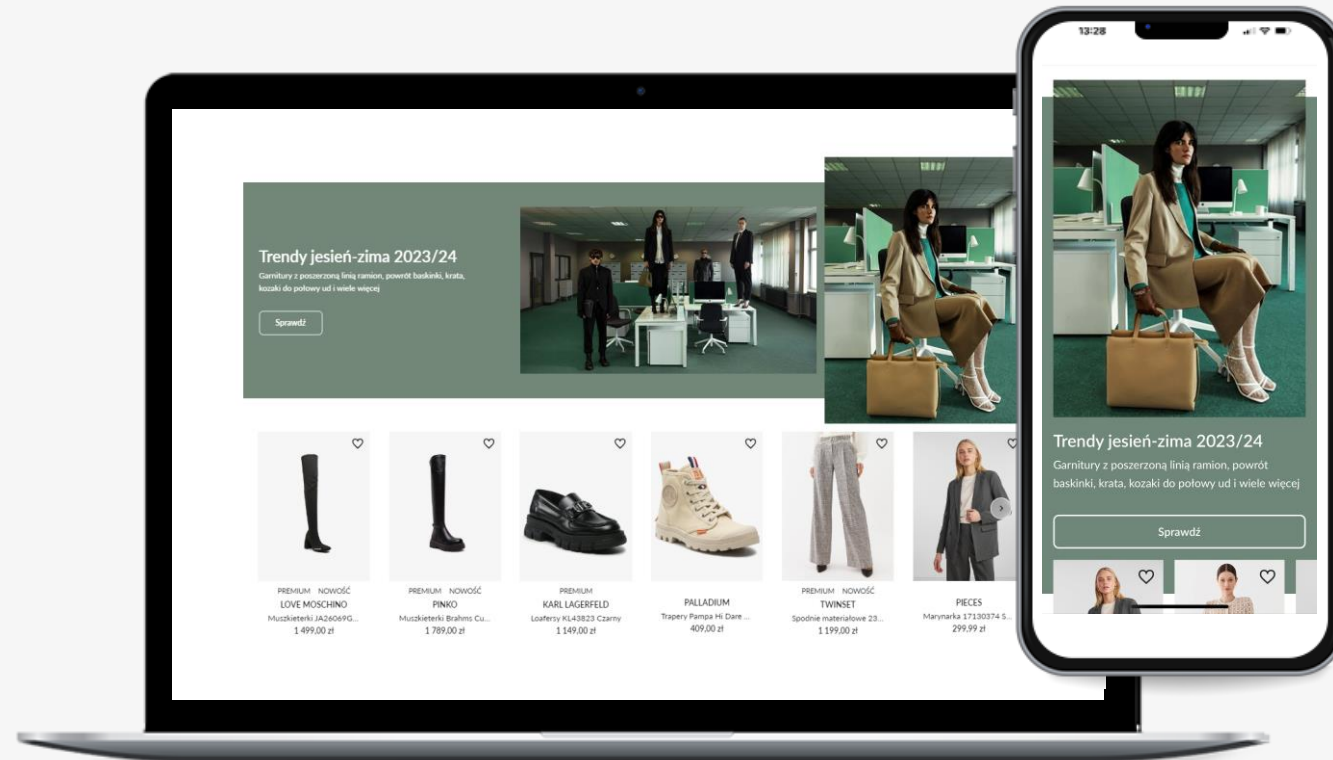 Trendy jesień-zima 2023/24
Garnitury z poszerzoną linią ramion, powrót baskinki, krata,
kozaki do połowy ud i wiele więcej
Sprawdź
PREMIUM NOWOŚĆ
LOVE MOSCHINO
Muszkieterki JA26069G...
1 499,00 zł
PREMIUM NOWOŚĆ
PINKO
Muszkieterki Brahms Cu...
1 789,00 zł
PREMIUM
KARL LAGERFELD
Loafersy KL43823 Czarny
1 149,00 zł
PALLADIUM
Trapery Pampa Hi Dare ...
409,00 zł
PREMIUM NOWOŚĆ
TWINSET
Spodnie materiałowe 23...
1 199,00 zł
PIECES
Marynarka 17130374 S...
299,99 zł
13:28
Trendy jesień-zima 2023/24
Garnitury z poszerzoną linią ramion, powrót
baskinki, krata, kozaki do połowy ud i wiele więcej
Sprawdź